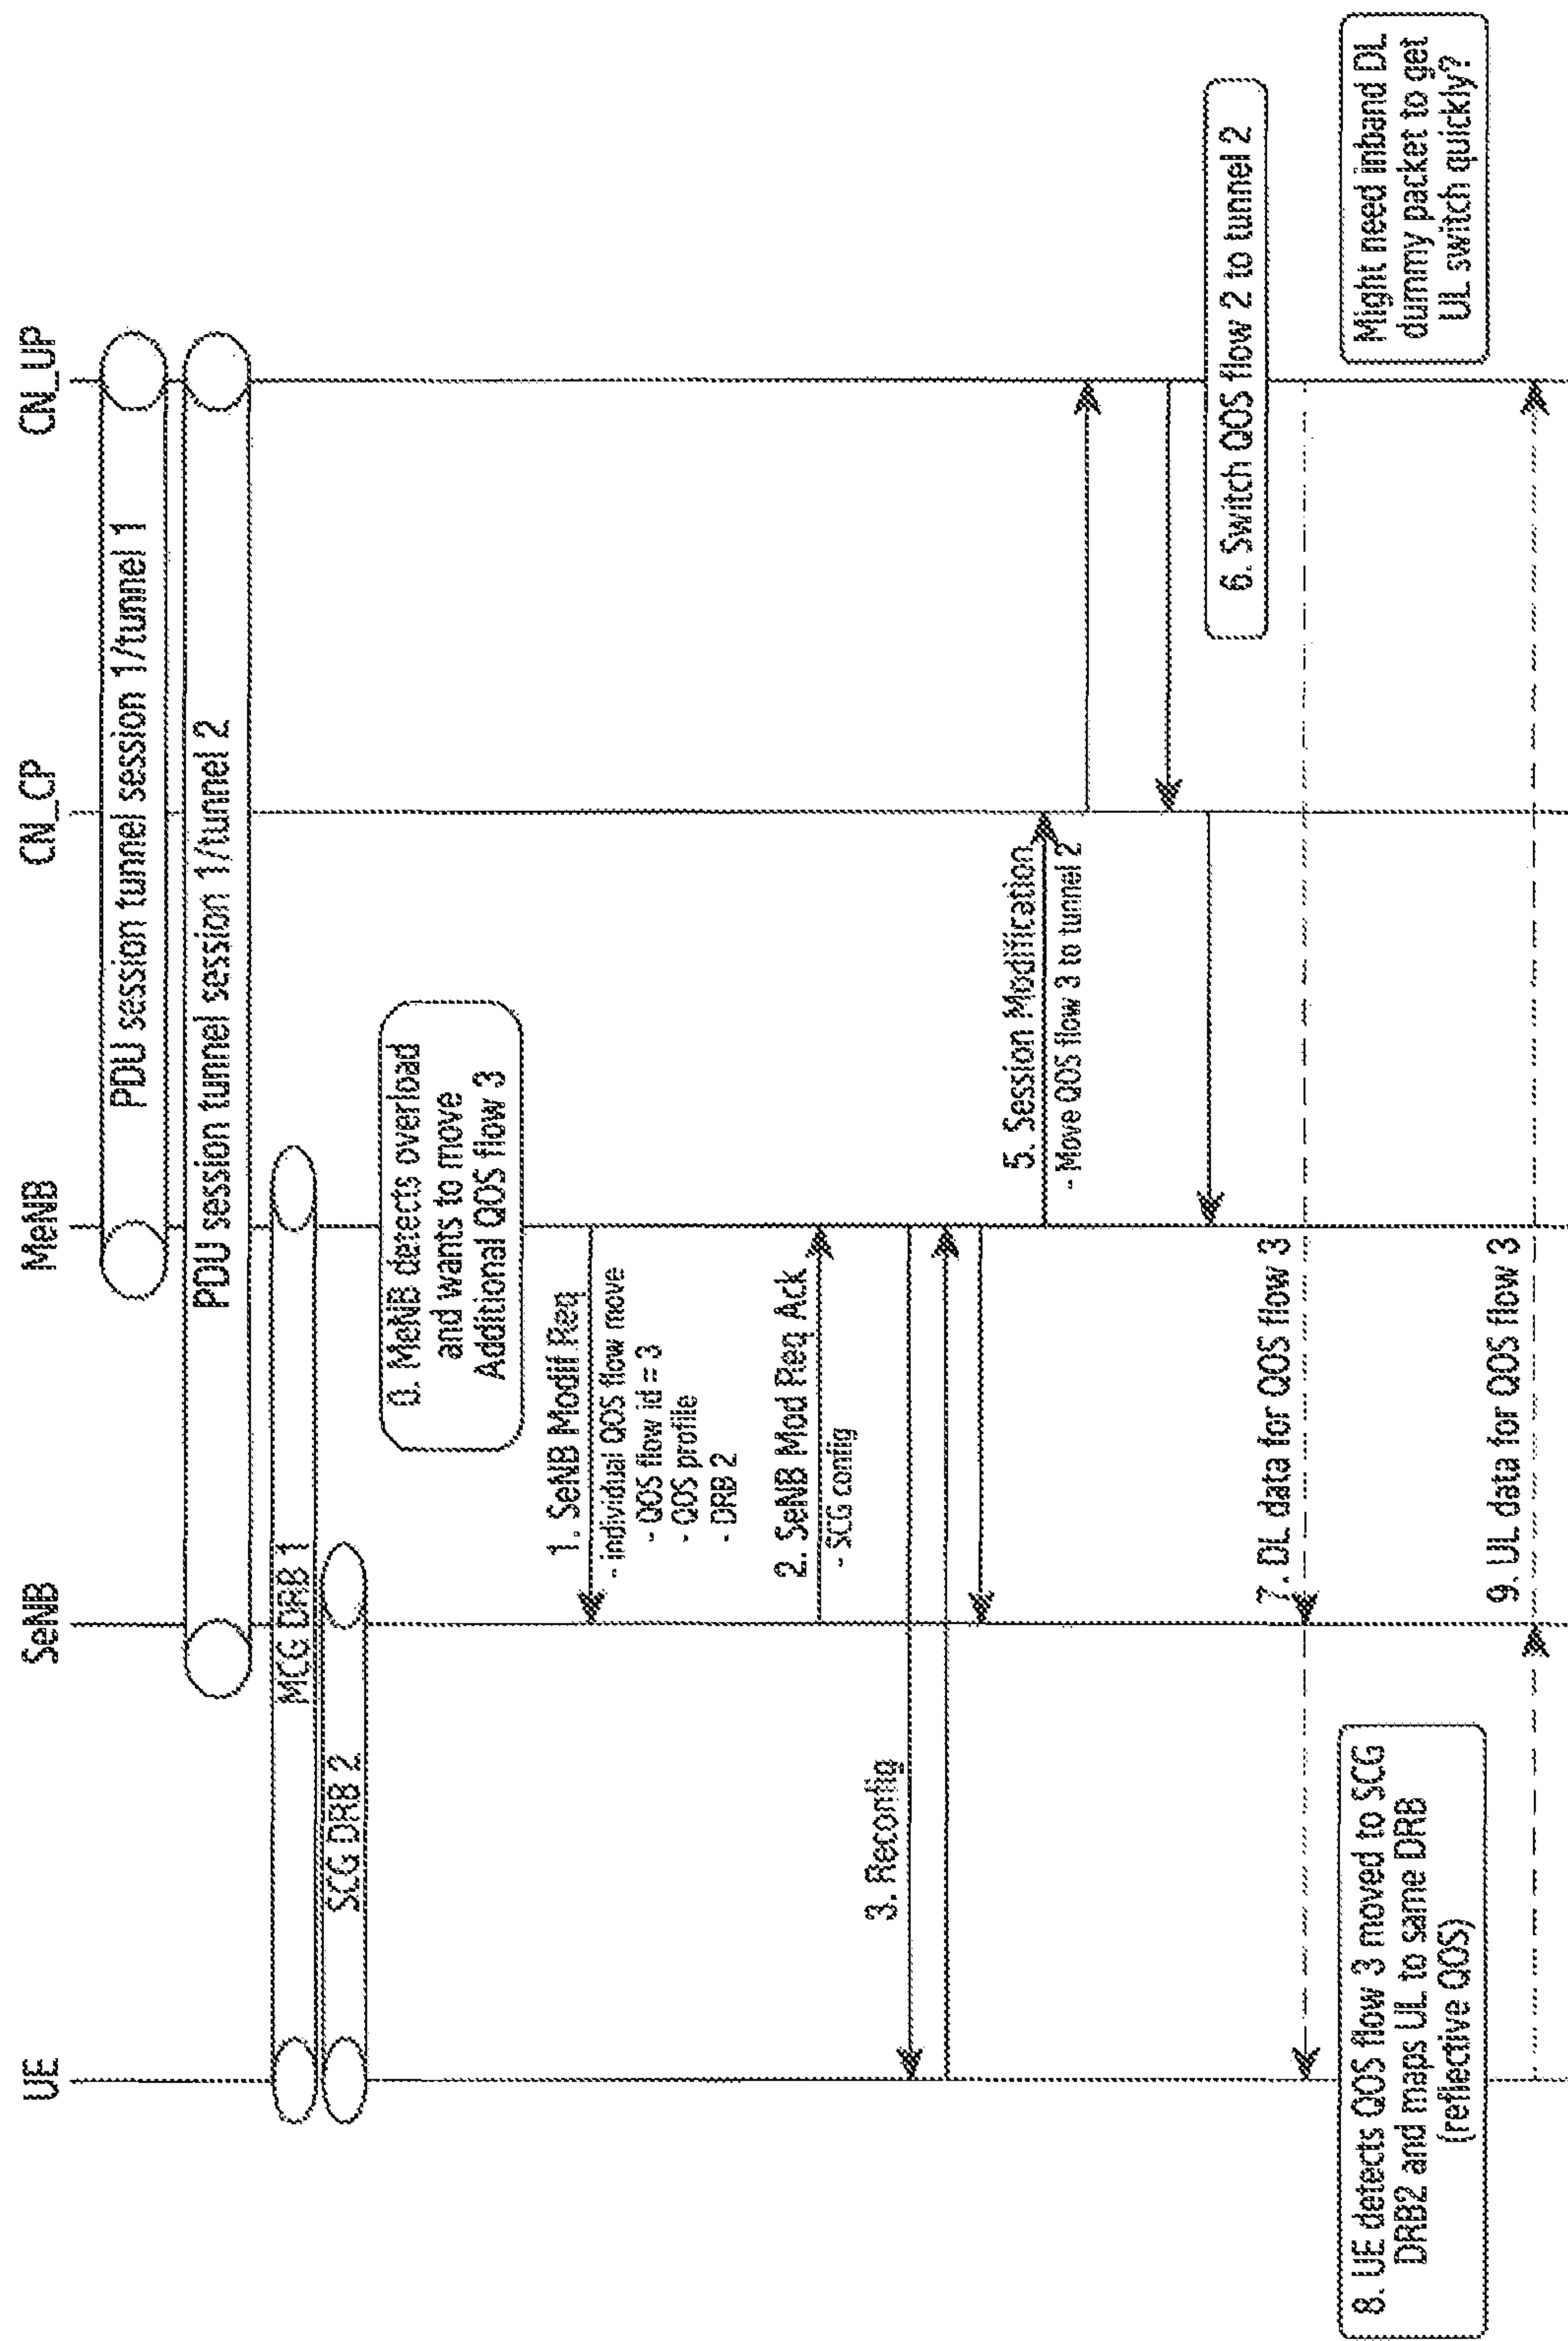 UE
SeNB
MeNB
CN_CP
CN_UP
PDU session tunnel session 1/tunnel 1
PDU session tunnel session 1/tunnel 2
MCG DRB 1
SCG DRB 2
0. MeNB detects overload
and wants to move
Additional QOS flow 3
1. SeNB Modif.Req
- individual QOS flow move
- QOS flow id = 3
- QOS profile
- DRB 2
2. SeNB Mod Req Ack
- SCG config
3. Reconfig
5. Session Modification
- Move QOS flow 3 to tunnel 2
6. Switch QOS flow 2 to tunnel 2
7. DL data for QOS flow 3
8. UE detects QOS flow 3 moved to SCG
DRB2 and maps UL to same DRB
(reflective QOS)
Might need inband DL
dummy packet to get
UL switch quickly?
9. UL data for QOS flow 3